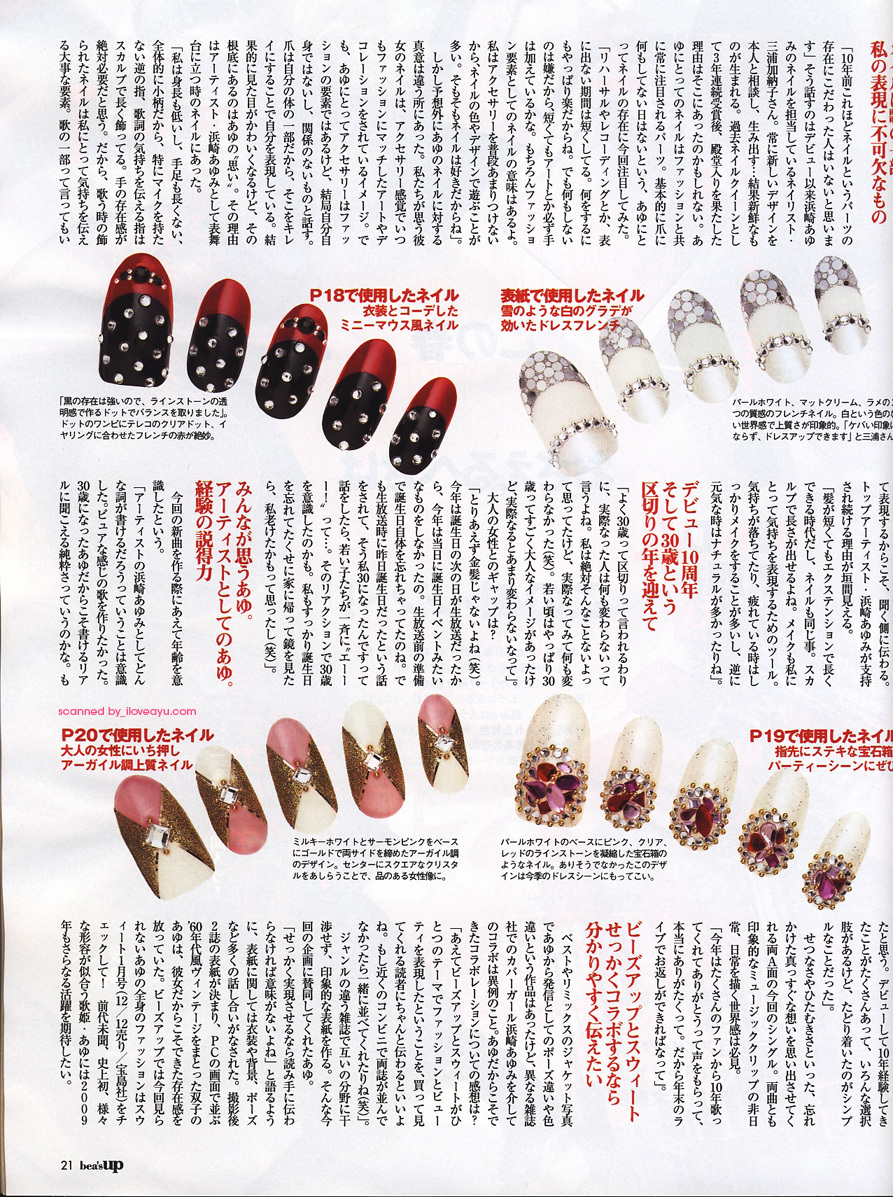 私の表現に不可欠なもの
「10年前これほどネイルというパーツの
存在にこだわった人はいないと思いま
す」そう話すのはデビュー以来浜崎あゆ
みのネイルを担当しているネイリスト・
三浦加納子さん。常に新しいデザインを
本人と相談し、生み出す…結果新鮮なも
のが生まれる。過去ネイルクイーンとし
て3年連続受賞後、殿堂入りを果たした
理由はそこにあったのかもしれない。あ
ゆにとってのネイルはファッションと共
に常に注目されるパーツ。基本的に爪に
何もしてない日はないという、あゆにと
ってネイルの存在に今回注目してみた。
「リハーサルやレコーディングとか、表
に出ない期間は短くしてる。何をするに
もやっぱり楽だからね。でも何もしない
のは嫌だから、短くてもアートとか必ず手
は加えているかな。もちろんファッショ
ン要素としてのネイルの意味はあるよ。
私はアクセサリーを普段あまりつけない
から、ネイルの色やデザインで遊ぶことが
多い。そもそもネイルは好きだからね」。
しかし予想外にあゆのネイルに対する
真意は違う所にあった。私たちが思う彼
女のネイルは、アクセサリー感覚でいつ
もファッションにマッチしたアートやデ
コレーションをされているイメージ。で
も、あゆにとってアクセサリーはファッ
ションの要素ではあるけど、結局自分自
身ではないし、関係のないものと話す。
爪は自分の体の一部だから、そこをキレ
イにすることで自分を表現している。結
果的に見た目がかわいくなるけど、その
根底にあるのはあゆの〝思い〟。その理由
はアーティスト・浜崎あゆみとして表舞
台に立つ時のネイルにあった。
「私は身長も低いし、手足も長くない、
全体的に小柄だから、特にマイクを持た
ない逆の指、歌詞の気持ちを伝える指は
スカルプで長く飾ってる。手の存在感が
絶対必要だと思う。だから、歌う時の飾
られたネイルは私にとって気持ちを伝え
る大事な要素。歌の一部って言ってもい
P18で使用したネイル
衣装とコーデした
ミニーマウス風ネイル
「黒の存在は強いので、ラインストーンの透
明感で作るドットでバランスを取りました」。
ドットのワンピにテレコのクリアドット、イ
ヤリングに合わせたフレンチの赤が絶妙。
表紙で使用したネイル
雪のような白のグラデが
効いたドレスフレンチ
パールホワイト、マットクリーム、ラメの
つの質感のフレンチネイル。白という色の
い世界感で上質さが印象的。「ケバい印象
ならず、ドレスアップできます」と三浦さん
て表現するからこそ、聞く側に伝わる。
トップアーティスト・浜崎あゆみが支持
され続ける理由が垣間見える。
「髪が短くてもエクステンションで長く
できる時代だし、ネイルも同じ事。スカ
ルプで長さが出せるよね。メイクも私に
とって気持ちを表現するためのツール。
気持ちが落ちてたり、疲れている時はし
っかりメイクをすることが多いし、逆に
元気な時はナチュラルが多かったりね」。
デビュー10周年
そして30歳という
区切りの年を迎えて
「よく30歳って区切りって言われるわり
に、実際なった人は何も変わらないって
言うよね。私は絶対そんなことないよっ
て思ってたけど、実際なってみて何も変
わらなかった(笑)。若い頃はやっぱり30
歳ってすごく大人なイメージがあったけ
ど、実際なるとあまり変わらないなって」。
大人の女性とのギャップは？
「とりあえず金髪じゃないよね(笑)。
今年は誕生日の次の日が生放送だったか
ら、今年は当日に誕生日イベントみたい
なものをしなかったの。生放送前の準備
で誕生日自体を忘れちゃってたのね。で
も生放送時に昨日誕生日だったという話
をされて、そう私30になったんですって
話をしたら、若い子たちが一斉に〝エー！
ー！〟って…。そのリアクションで30歳
を意識したのかも。私もすっかり誕生日
を忘れてたくせに家に帰って鏡を見た
ら、私老けたかもって思ったし(笑)」。
みんなが思うあゆ。
アーティストとしてのあゆ。
経験の説得力
今回の新曲を作る際にあえて年齢を意
識したという。
「アーティストの浜崎あゆみとしてどん
な詞が書けるだろうっていうことは意識
した。ピュアな感じの歌を作りたかった。
30歳になったあゆだからこそ書けるリア
ルに聞こえる純粋さっていうのかな。も
scanned by_iloveayu.com
P20で使用したネイル
大人の女性にいち押し
アーガイル調上質ネイル
ミルキーホワイトとサーモンピンクをベース
にゴールドで両サイドを締めたアーガイル調
のデザイン。センターにスクエアなクリスタ
ルをあしらうことで、品のある女性像に。
P19で使用したネイル
指先にステキな宝石箱
パーティーシーンにぜひ
パールホワイトのベースにピンク、クリア、
レッドのラインストーンを凝縮した宝石箱の
ようなネイル。ありそうでなかったこのデザ
インは今季のドレスシーンにもってこい。
たと思う。デビューして10年経験してき
たことがたくさんあって、いろんな選択
肢があるけど、たどり着いたのがシンプ
ルなことだった」。
せつなさやひたむきさといった、忘れ
かけた真っすぐな想いを思い出させてく
れる両A面の今回のシングル。両曲とも
印象的なミュージッククリップの非日
常、日常を描く世界感は必見。
「今年はたくさんのファンから10年歌っ
てくれてありがとうって声をもらって、
本当にありがたくって。だから年末のラ
イブでお返しができればなって」。
ビーズアップとスウィート
せっかくコラボするなら
分かりやすく伝えたい
ベストやリミックスのジャケット写真
であゆから発信としてのポーズ違いや色
違いという作品はあったけど、異なる雑誌
社でのカバーガール浜崎あゆみを介して
のコラボは異例のこと。あゆだからこそで
きたコラボレーションについての感想は？
「あえてビーズアップとスウィートがひ
とつのテーマでファッションとビュー
ティを表現したということを、買って見
てくれる読者にちゃんと伝わるといいよ
ね。もし近くのコンビニで両誌が並んで
なかったら一緒に並べてくれたりね(笑)」。
ジャンルの違う雑誌で互いの分野に干
渉せず、印象的な表紙を作る。そんな今
回の企画に賛同してくれたあゆ。
「せっかく実現させるなら読み手に伝わ
らなければ意味がないよね」と語るよう
に、表紙に関しては衣装や背景、ポーズ
など多くの話し合いがなされた。撮影後
2誌の表紙が決まり、PCの画面で並ぶ
'60年代風ヴィンテージをまとった双子の
あゆは、彼女だからこそできた存在感を
放っていた。ビーズアップでは今回見ら
れないあゆの全身のファッションはスウ
ィート1月号(12/12売り/宝島社)をチ
ェックして！ 前代未聞、史上初、様々
な形容が似合う歌姫・あゆには2009
年もさらなる活躍を期待したい。
21 bea's up